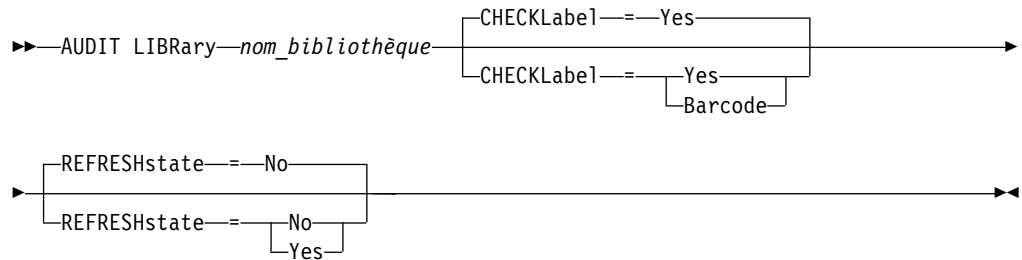 CHECKLabel = Yes
AUDIT LIBRary nom_bibliothèque
CHECKLabel = Yes
Barcode
REFRESHstate = No
REFRESHstate = No
Yes